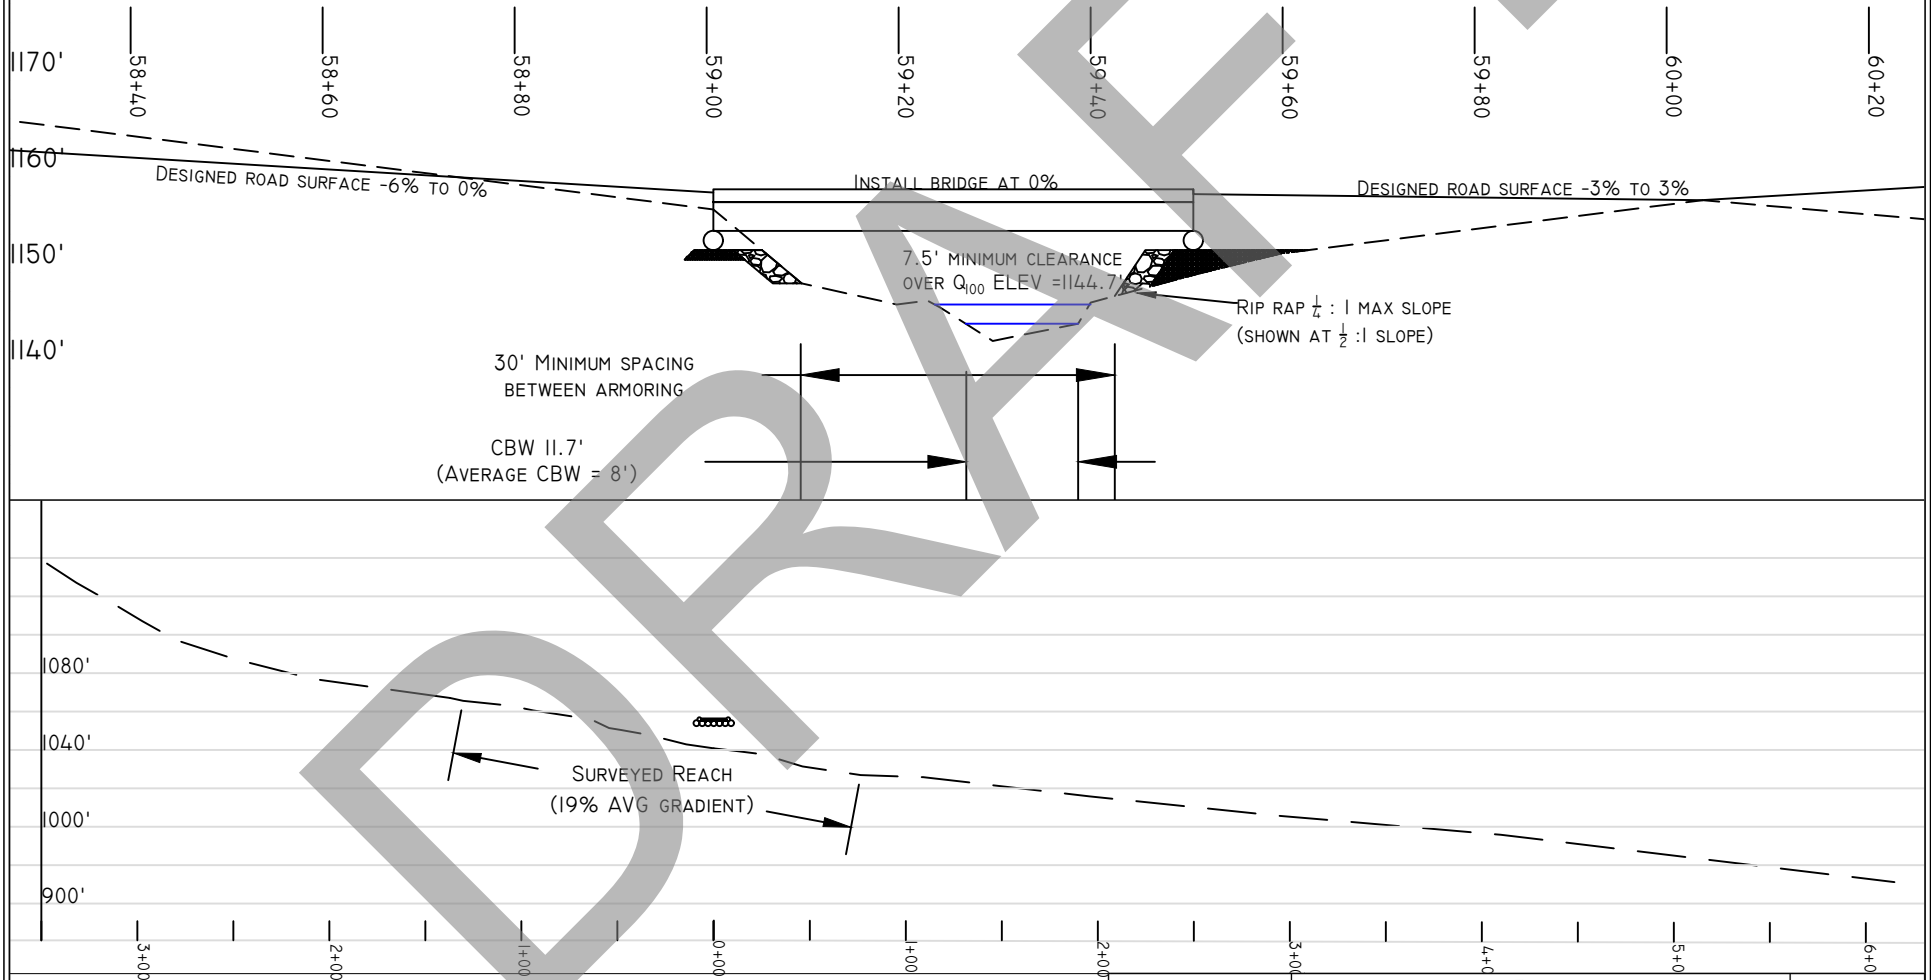 58+40
58+60
58+80
59+00
59+20
59+40
59+60
59+80
60+00
60+20
1170'
1160'
1150'
1140'
DESIGNED ROAD SURFACE -6% TO 0%
INSTALL BRIDGE AT 0%
DESIGNED ROAD SURFACE -3% TO 3%
7.5' MINIMUM CLEARANCE
OVER Q100 ELEV =1144.7'
RIP RAP 1/4 : 1 MAX SLOPE
(SHOWN AT 1/2 :1 SLOPE)
30' MINIMUM SPACING
BETWEEN ARMORING
CBW 11.7'
(AVERAGE CBW = 8')
DRAF
1080'
1040'
1000'
900'
SURVEYED REACH
(19% AVG GRADIENT)
3+00
2+00
1+00
0+00
1+00
2+00
3+00
4+0
5+0
6+0